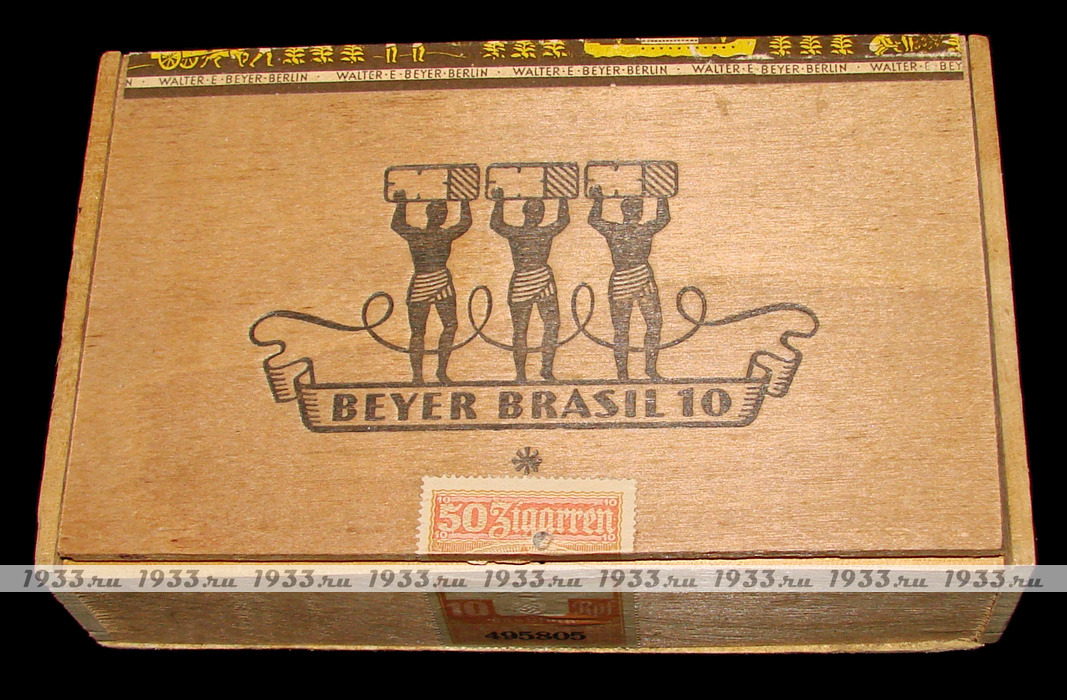 WALTER·E·BEYER·BERLIN · WALTER·E·BEYER·BERLIN · WALTER·E·BEYER·BERLIN · WALTER·E·BEYER·BERLIN · WALTER·E·BEY
BEYER BRASIL 10
10 10
50 Zigarren
10 10
1933.ru 1933.ru 1933.ru 1933.ru 1933.ru 1933.ru 1933.ru 1933.ru 1933.ru
10 Rpf
495805